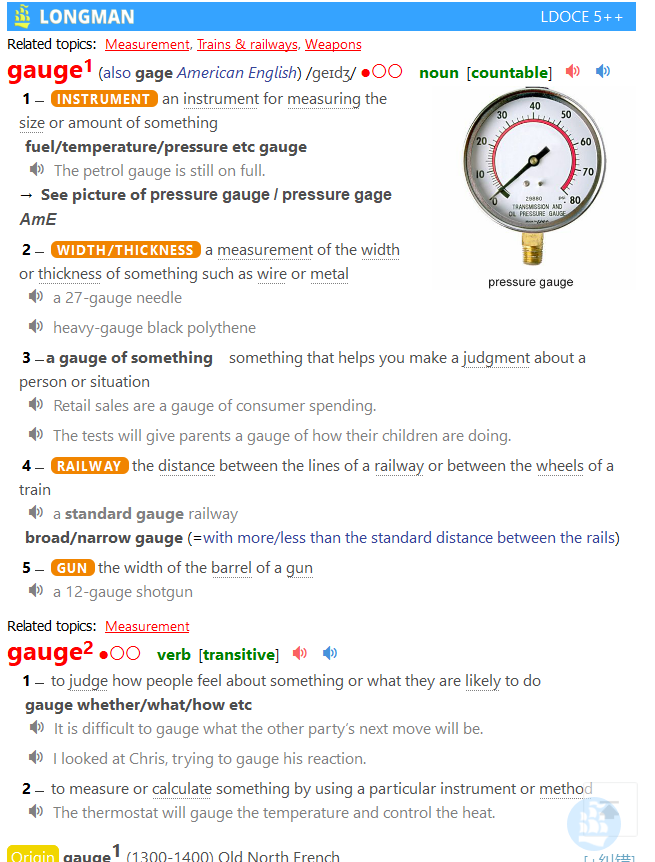 LONGMAN LDOCE 5++
Related topics: Measurement, Trains & railways, Weapons
gauge1 (also gage American English) /ɡeɪdʒ/ ●○○ noun [countable]
1 – INSTRUMENT an instrument for measuring the
size or amount of something
fuel/temperature/pressure etc gauge
The petrol gauge is still on full.
→ See picture of pressure gauge / pressure gage
AmE
0 10 20 30 40 50 60 70 80
29880 PSI
TRANSMISSION AND
OIL PRESSURE GAUGE
pressure gauge
2 – WIDTH/THICKNESS a measurement of the width
or thickness of something such as wire or metal
a 27-gauge needle
heavy-gauge black polythene
3 – a gauge of something something that helps you make a judgment about a
person or situation
Retail sales are a gauge of consumer spending.
The tests will give parents a gauge of how their children are doing.
4 – RAILWAY the distance between the lines of a railway or between the wheels of a
train
a standard gauge railway
broad/narrow gauge (=with more/less than the standard distance between the rails)
5 – GUN the width of the barrel of a gun
a 12-gauge shotgun
Related topics: Measurement
gauge2 ●○○ verb [transitive]
1 – to judge how people feel about something or what they are likely to do
gauge whether/what/how etc
It is difficult to gauge what the other party’s next move will be.
I looked at Chris, trying to gauge his reaction.
2 – to measure or calculate something by using a particular instrument or method
The thermostat will gauge the temperature and control the heat.
Origin gauge1 (1300-1400) Old North French
[+纠错]